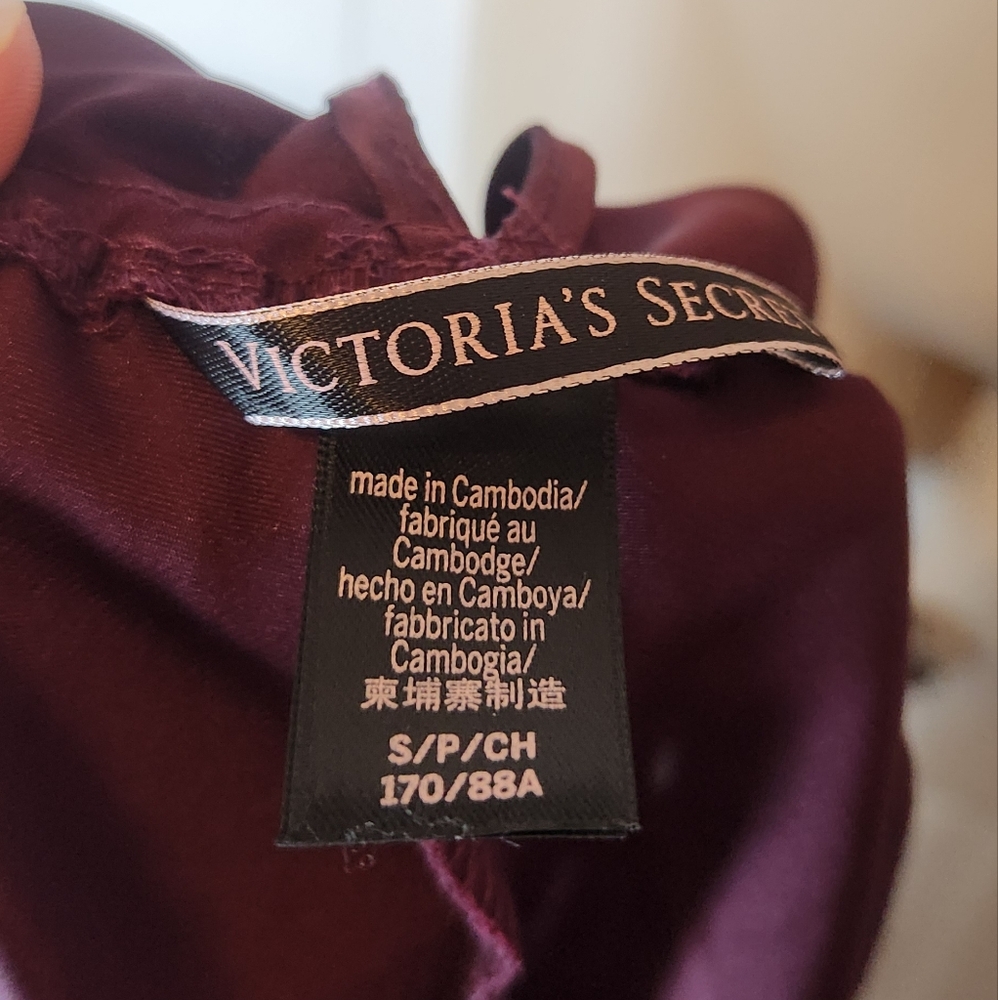 VICTORIA'S SECRET
made in Cambodia/
fabriqué au
Cambodge/
hecho en Camboya/
fabbricato in
Cambogia/
柬埔寨制造
S/P/CH
170/88A